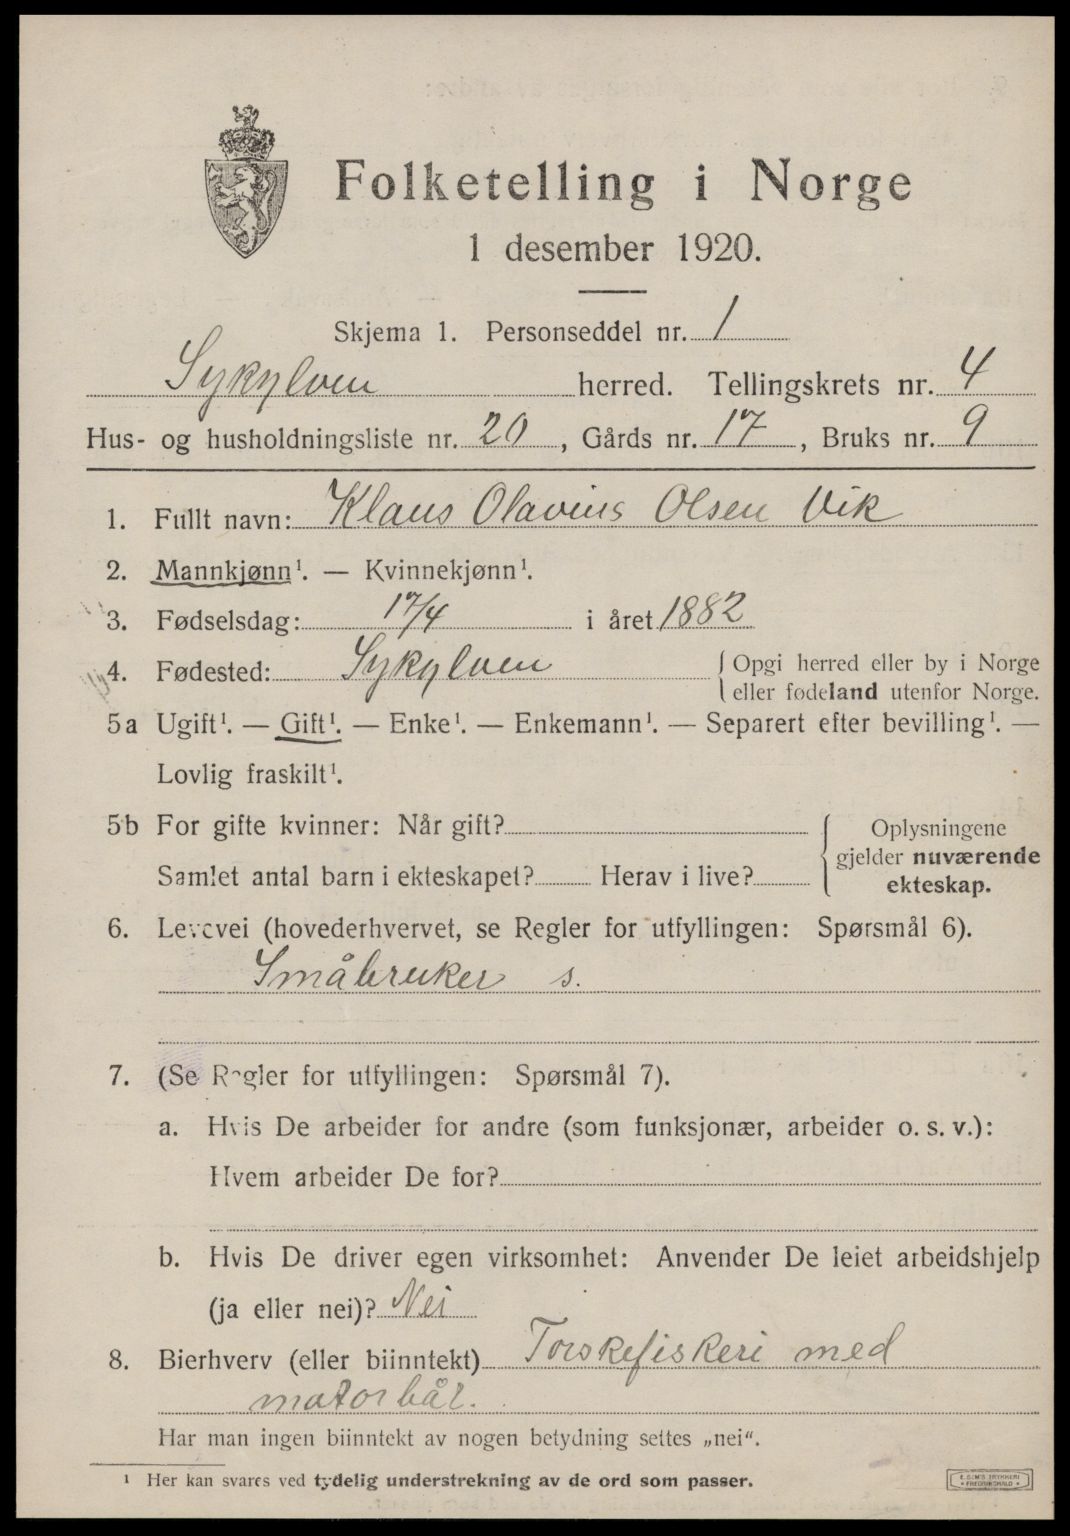 Folketelling i Norge
1 desember 1920.
Skjema 1. Personseddel nr. 1
Sykylven herred. Tellingskrets nr. 4
Hus- og husholdningsliste nr. 20, Gårds nr. 17, Bruks nr. 9
1. Fullt navn: Klaus Olavius Olsen Vik
2. Mannkjønn¹. — Kvinnekjønn¹.
3. Fødselsdag: 17/4 i året 1882
4. Fødested: Sykylven { Opgi herred eller by i Norge
eller fødeland utenfor Norge.
5a Ugift¹. — Gift¹. — Enke¹. — Enkemann¹. — Separert efter bevilling¹. —
Lovlig fraskilt¹.
5b For gifte kvinner: Når gift?
Samlet antal barn i ekteskapet? Herav i live?
{ Oplysningene
gjelder nuværende
ekteskap.
6. Levevei (hovederhvervet, se Regler for utfyllingen: Spørsmål 6).
Småbruker s.
7. (Se Regler for utfyllingen: Spørsmål 7).
a. Hvis De arbeider for andre (som funksjonær, arbeider o. s. v.):
Hvem arbeider De for?
b. Hvis De driver egen virksomhet: Anvender De leiet arbeidshjelp
(ja eller nei)? Nei
8. Bierhverv (eller biinntekt) Torskefiskeri med
motorbåt.
Har man ingen biinntekt av nogen betydning settes „nei“.
¹ Her kan svares ved tydelig understrekning av de ord som passer.
E. SEM'S TRYKKERI
FREDRIKSHALD